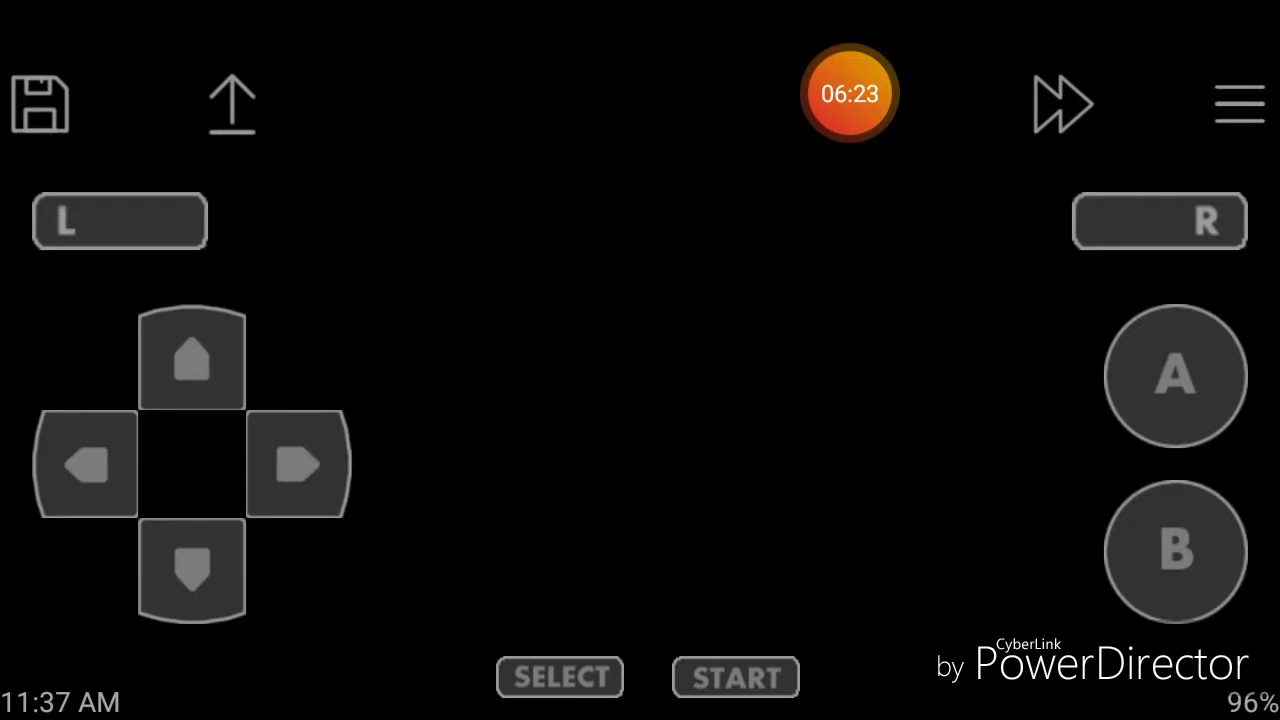 06:23
L
R
A
B
SELECT
START
CyberLink
by PowerDirector
11:37 AM
96%